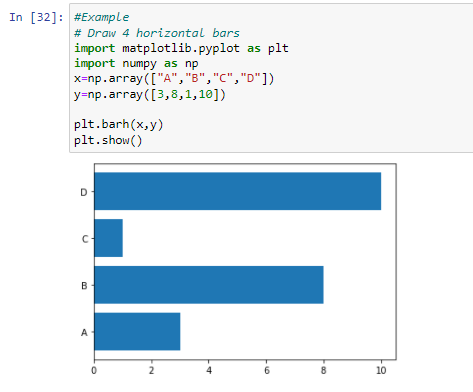 In [32]: #Example
# Draw 4 horizontal bars
import matplotlib.pyplot as plt
import numpy as np
x=np.array(["A","B","C","D"])
y=np.array([3,8,1,10])
plt.barh(x,y)
plt.show()
D
C
B
A
0 2 4 6 8 10